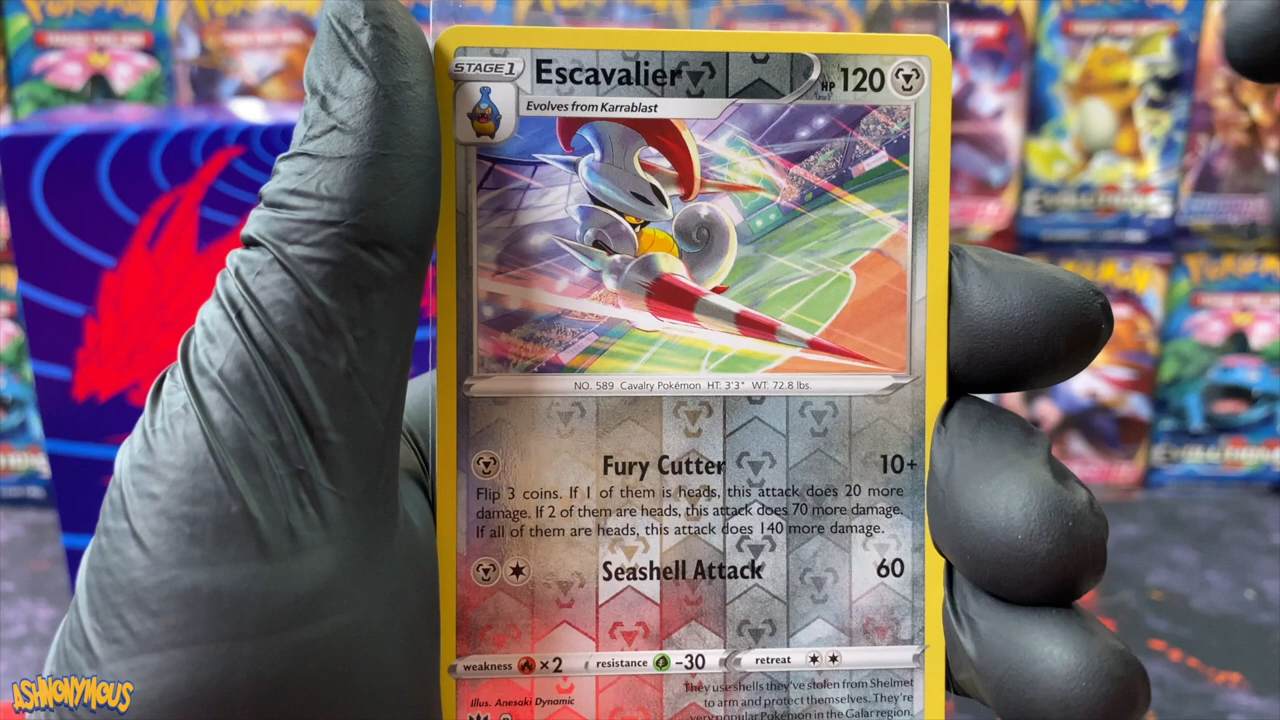 STAGE 1
Escavalier
HP 120
Evolves from Karrablast
NO. 589 Cavalry Pokémon HT: 3'3" WT: 72.8 lbs.
Fury Cutter 10+
Flip 3 coins. If 1 of them is heads, this attack does 20 more
damage. If 2 of them are heads, this attack does 70 more damage.
If all of them are heads, this attack does 140 more damage.
Seashell Attack 60
weakness ×2 resistance -30 retreat
They use shells they've stolen from Shelmet
Illus. Anesaki Dynamic
to arm and protect themselves. They're
very popular Pokémon in the Galar region.
EVOLUTIONS
POKÉMON
EVOLUTIONS
ASHNONYMOUS